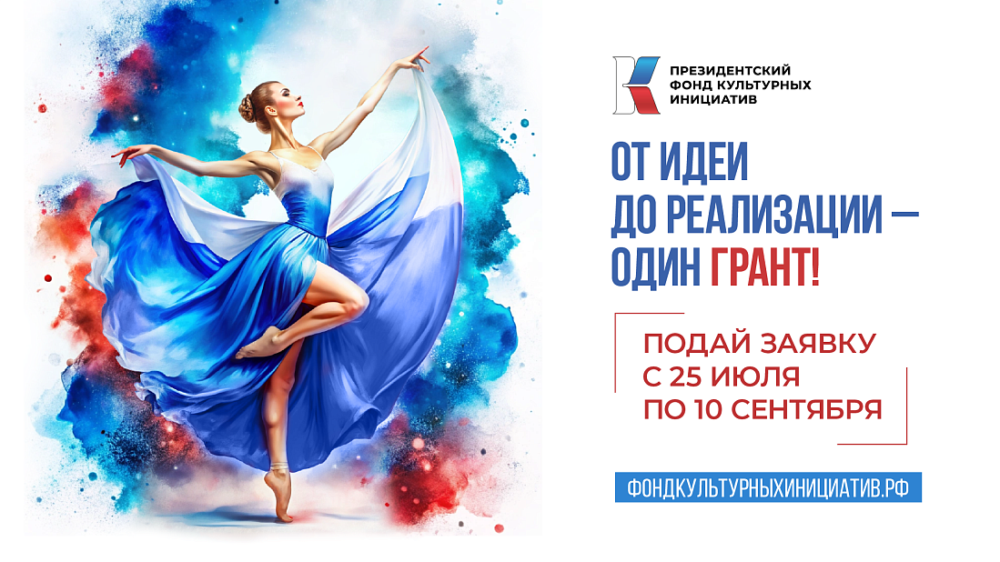 ПРЕЗИДЕНТСКИЙ
ФОНД КУЛЬТУРНЫХ
ИНИЦИАТИВ
ОТ ИДЕИ
ДО РЕАЛИЗАЦИИ –
ОДИН ГРАНТ!
ПОДАЙ ЗАЯВКУ
С 25 ИЮЛЯ
ПО 10 СЕНТЯБРЯ
ФОНДКУЛЬТУРНЫХИНИЦИАТИВ.РФ